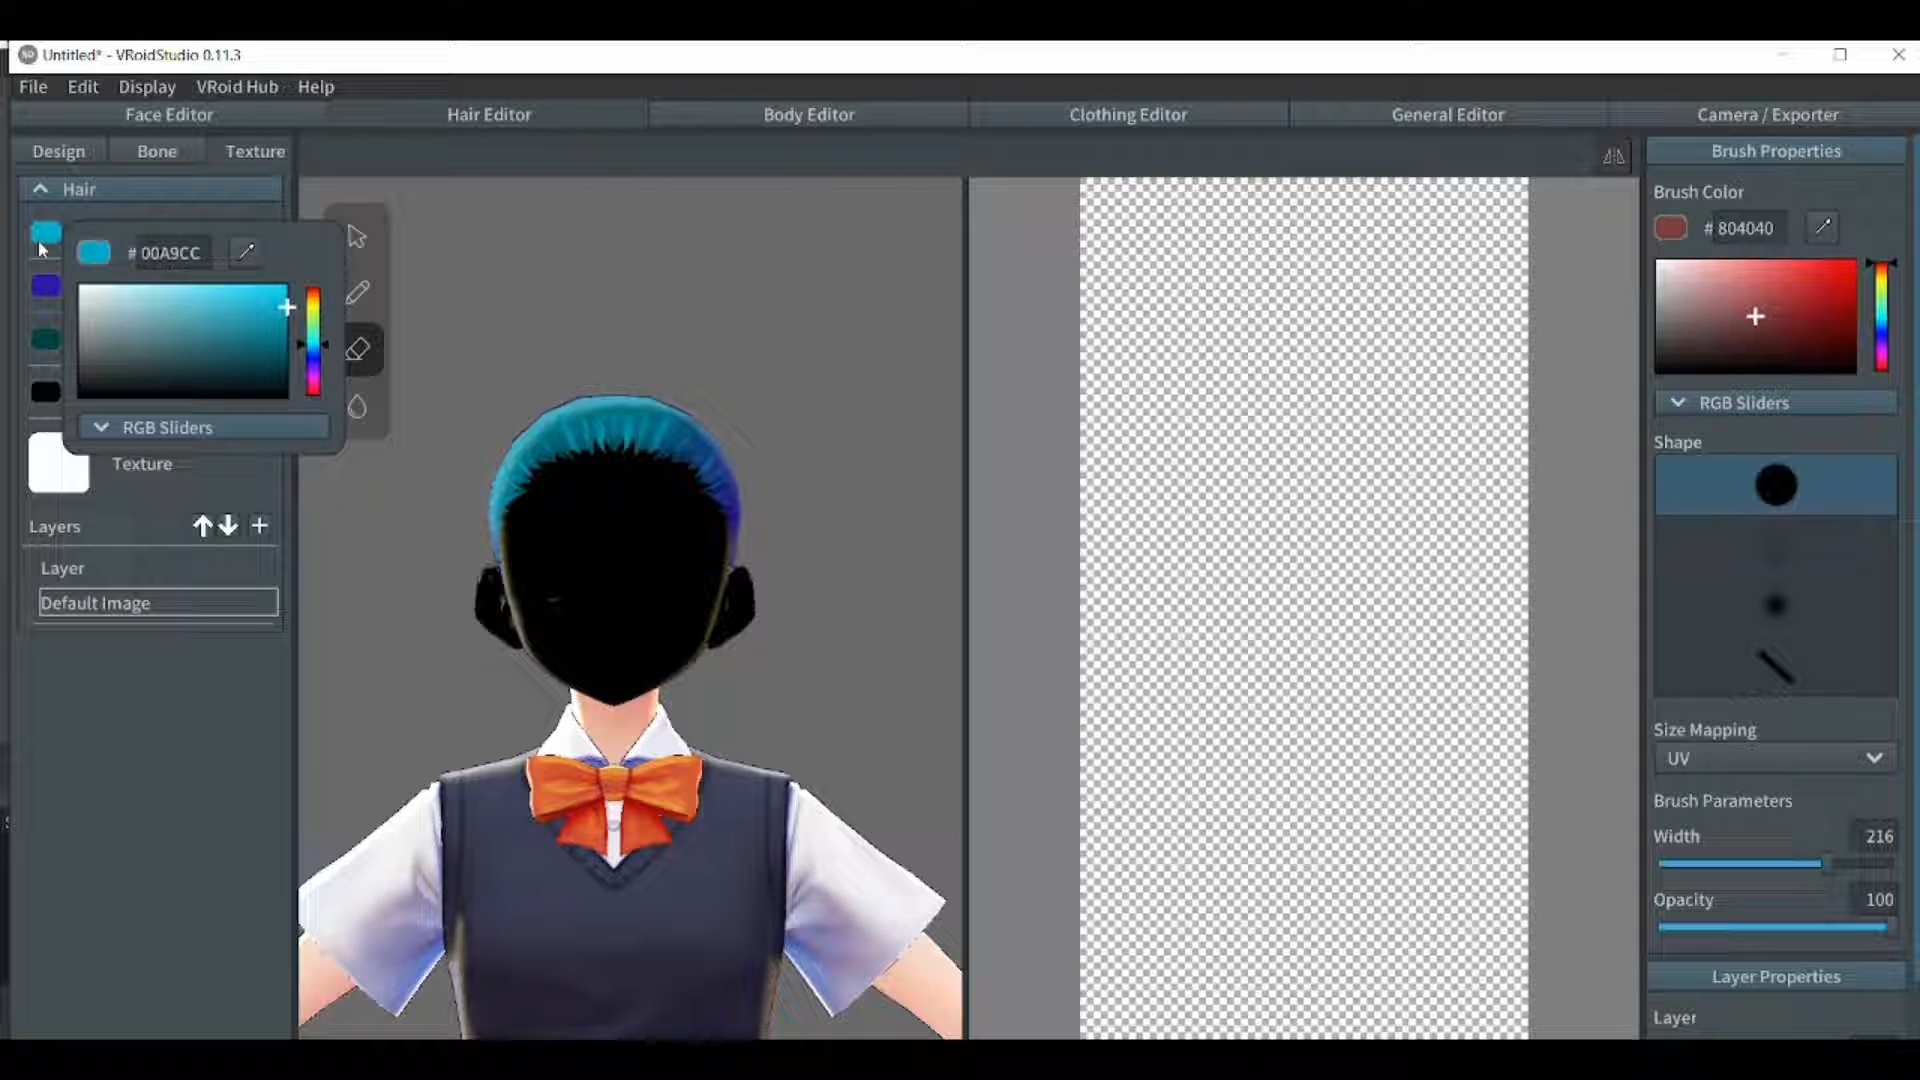 Untitled* - VRoidStudio 0.11.3
File Edit Display VRoid Hub Help
Face Editor Hair Editor Body Editor Clothing Editor General Editor Camera / Exporter
Design Bone Texture
Hair
# 00A9CC
RGB Sliders
Texture
Layers
Layer
Default Image
Brush Properties
Brush Color
# 804040
RGB Sliders
Shape
Size Mapping
UV
Brush Parameters
Width 216
Opacity 100
Layer Properties
Layer